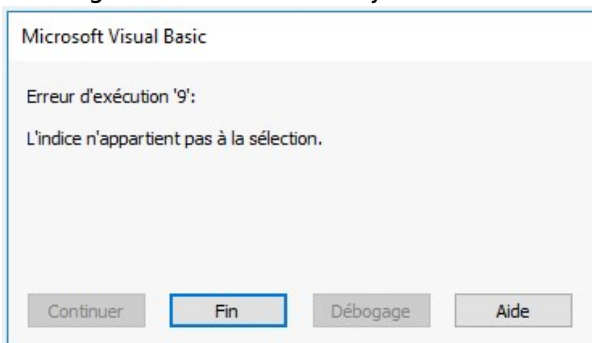 Microsoft Visual Basic
Erreur d'exécution '9':
L'indice n'appartient pas à la sélection.
Continuer Fin Débogage Aide